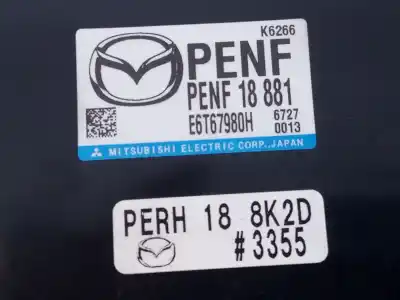 K6266
PENF
PENF 18 881
E6T67980H 6727
0013
MITSUBISHI ELECTRIC CORP., JAPAN
PERH 18 8K2D
#3355